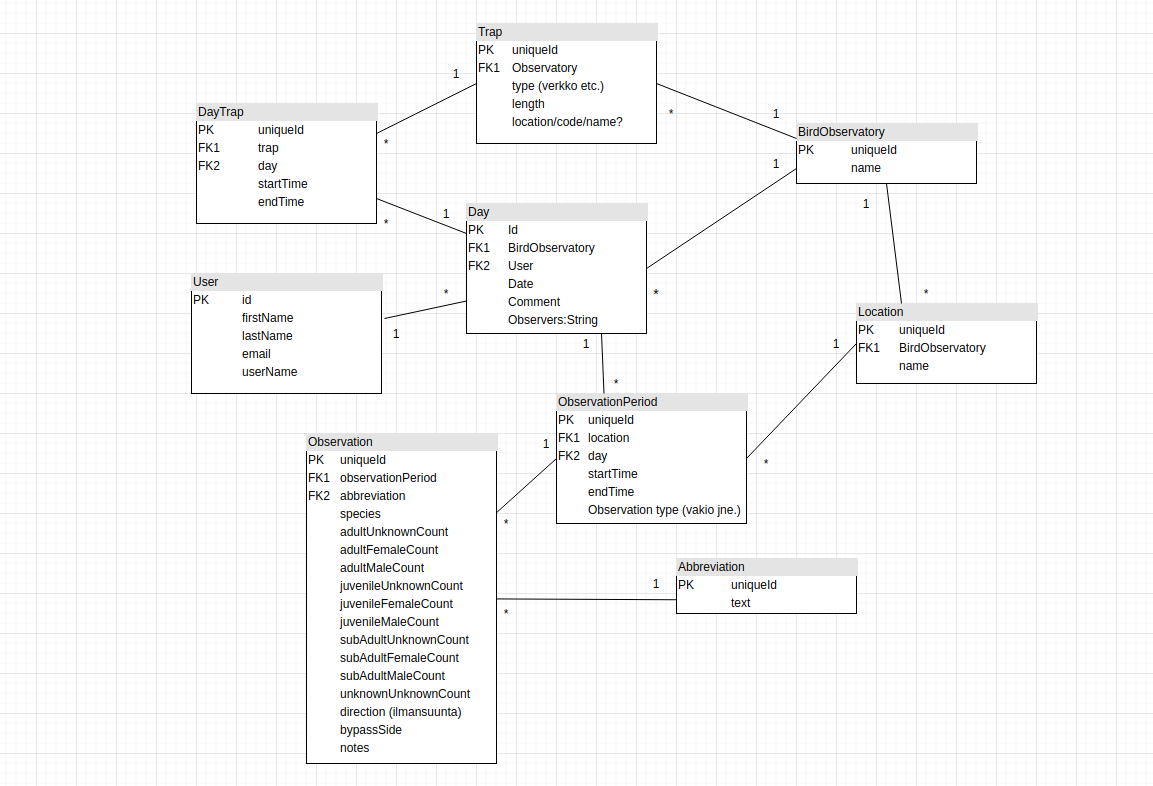 Trap
PK uniqueId
FK1 Observatory
type (verkko etc.)
length
location/code/name?
1
*
1
*
DayTrap
PK uniqueId
FK1 trap
FK2 day
startTime
endTime
*
1
BirdObservatory
PK uniqueId
name
1
1
*
Day
PK Id
FK1 BirdObservatory
FK2 User
Date
Comment
Observers:String
*
*
1
User
PK id
firstName
lastName
email
userName
1
*
Location
PK uniqueId
FK1 BirdObservatory
name
1
*
ObservationPeriod
PK uniqueId
FK1 location
FK2 day
startTime
endTime
Observation type (vakio jne.)
1
*
*
Observation
PK uniqueId
FK1 observationPeriod
FK2 abbreviation
species
adultUnknownCount
adultFemaleCount
adultMaleCount
juvenileUnknownCount
juvenileFemaleCount
juvenileMaleCount
subAdultUnknownCount
subAdultFemaleCount
subAdultMaleCount
unknownUnknownCount
direction (ilmansuunta)
bypassSide
notes
1
*
Abbreviation
PK uniqueId
text